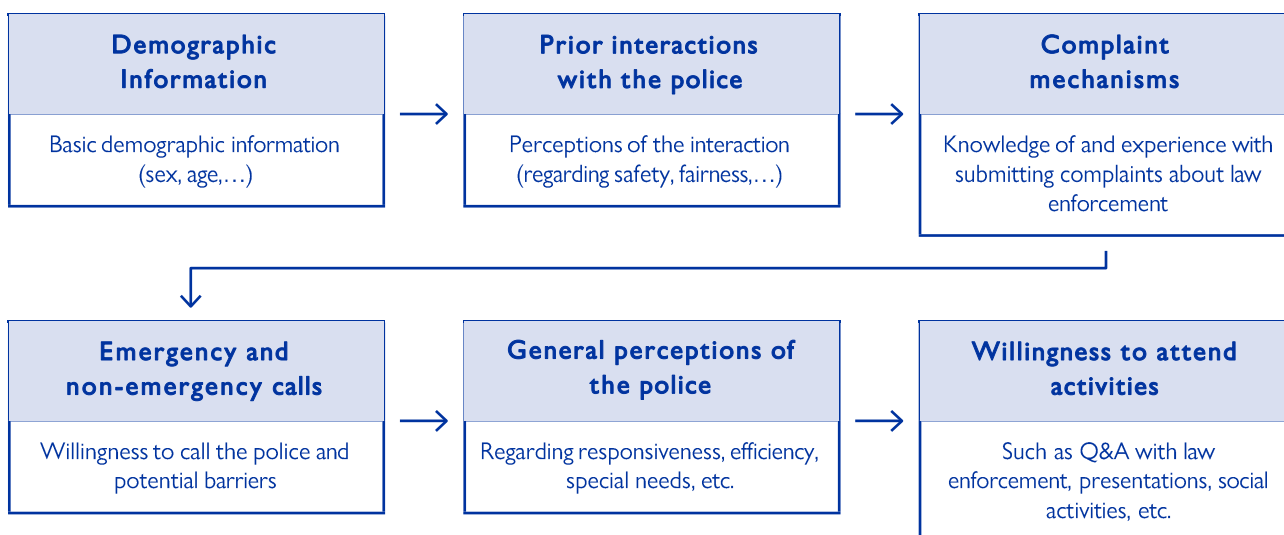 Demographic
Information
Basic demographic information
(sex, age,…)
Prior interactions
with the police
Perceptions of the interaction
(regarding safety, fairness,…)
Complaint
mechanisms
Knowledge of and experience with
submitting complaints about law
enforcement
Emergency and
non-emergency calls
Willingness to call the police and
potential barriers
General perceptions of
the police
Regarding responsiveness, efficiency,
special needs, etc.
Willingness to attend
activities
Such as Q&A with law
enforcement, presentations, social
activities, etc.